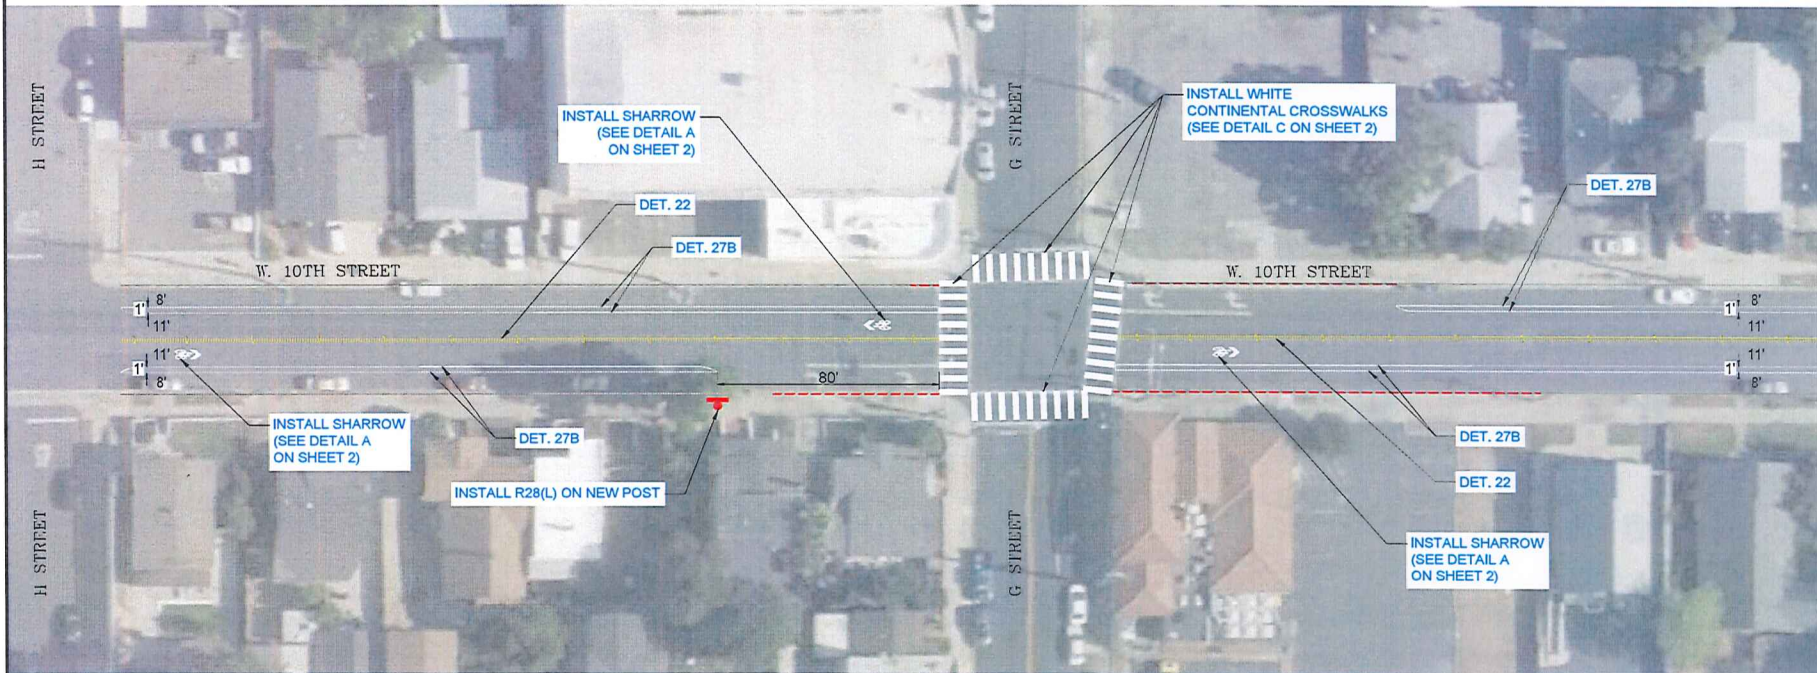 H STREET
INSTALL SHARROW
(SEE DETAIL A
ON SHEET 2)
G STREET
INSTALL WHITE
CONTINENTAL CROSSWALKS
(SEE DETAIL C ON SHEET 2)
DET. 22
DET. 27B
DET. 27B
W. 10TH STREET
W. 10TH STREET
8'
1'
11'
11'
1'
8'
8'
1'
11'
11'
1'
8'
80'
INSTALL SHARROW
(SEE DETAIL A
ON SHEET 2)
DET. 27B
INSTALL R28(L) ON NEW POST
DET. 27B
DET. 22
INSTALL SHARROW
(SEE DETAIL A
ON SHEET 2)
H STREET
G STREET